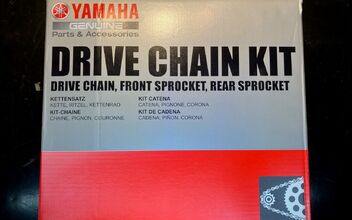 YAMAHA
GENUINE
Parts & Accessories
DRIVE CHAIN KIT
DRIVE CHAIN, FRONT SPROCKET, REAR SPROCKET
KETTENSATZ
KETTE, RITZEL, KETTENRAD
KIT-CHAINE
CHAINE, PIGNON, COURONNE
KIT CATENA
CATENA, PIGNONE, CORONA
KIT DE CADENA
CADENA, PIÑON, CORONA